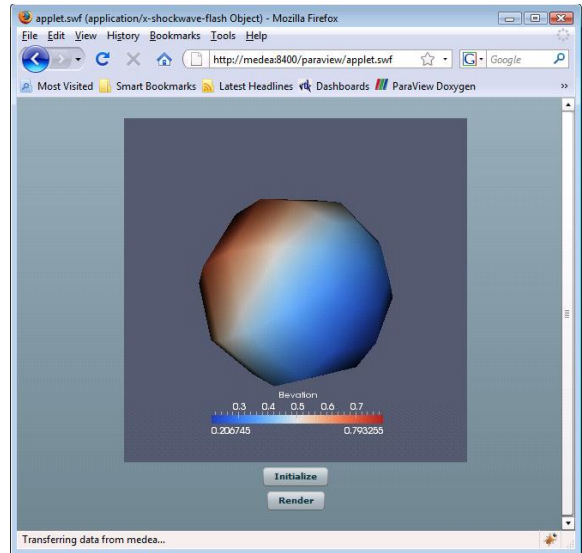 applet.swf (application/x-shockwave-flash Object) - Mozilla Firefox
File Edit View History Bookmarks Tools Help
http://medea:8400/paraview/applet.swf G Google
Most Visited Smart Bookmarks Latest Headlines Dashboards ParaView Doxygen »
Elevation
0.3 0.4 0.5 0.6 0.7
0.206745 0.793255
Initialize
Render
Transferring data from medea...